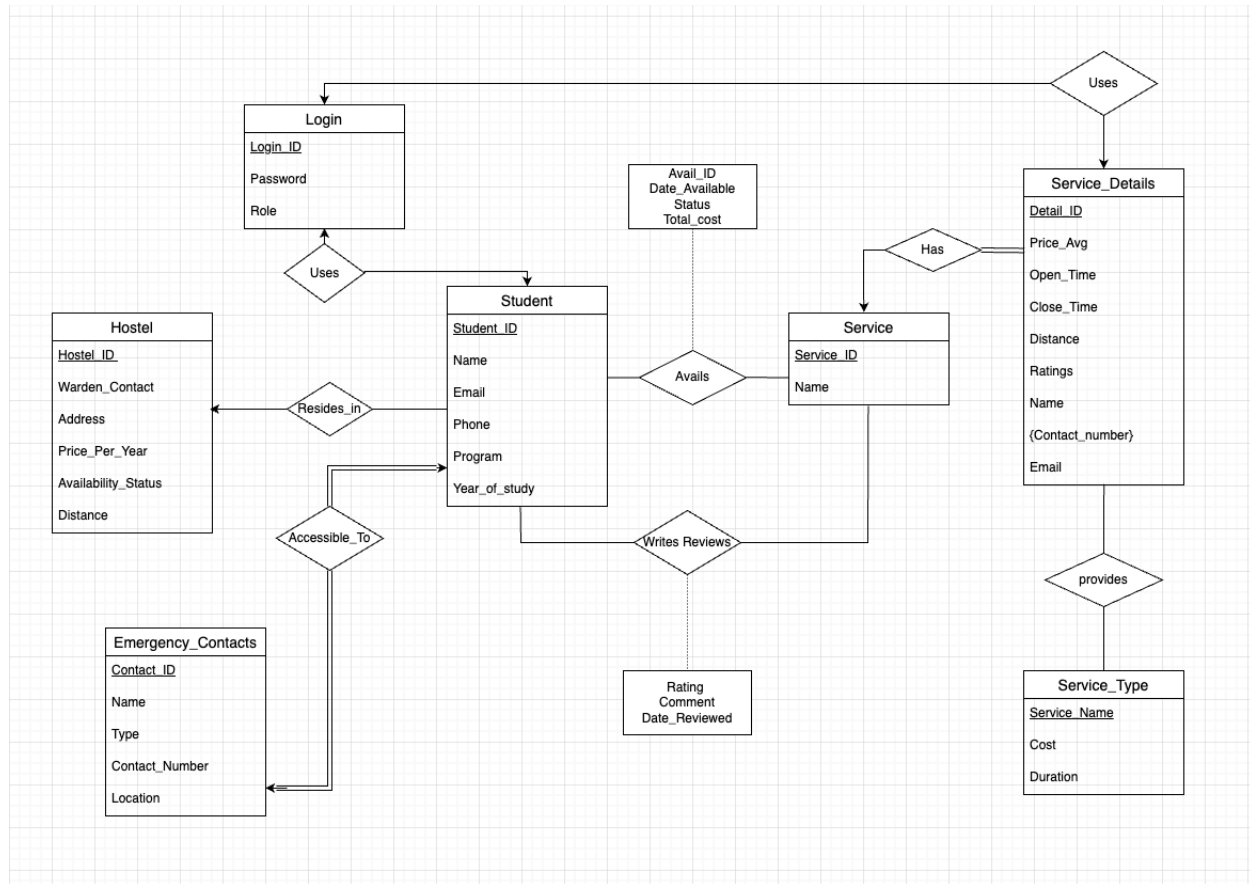 Uses
Login
Login_ID
Password
Role
Avail_ID
Date_Available
Status
Total_cost
Service_Details
Detail_ID
Price_Avg
Open_Time
Close_Time
Distance
Ratings
Name
{Contact_number}
Email
Has
Uses
Student
Student_ID
Name
Email
Phone
Program
Year_of_study
Hostel
Hostel_ID
Warden_Contact
Address
Price_Per_Year
Availability_Status
Distance
Service
Service_ID
Name
Avails
Resides_in
Accessible_To
Writes Reviews
provides
Emergency_Contacts
Contact_ID
Name
Type
Contact_Number
Location
Rating
Comment
Date_Reviewed
Service_Type
Service_Name
Cost
Duration